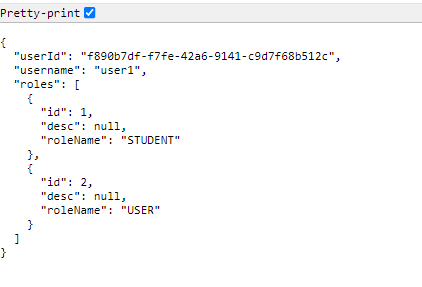 Pretty-print
{
  "userId": "f890b7df-f7fe-42a6-9141-c9d7f68b512c",
  "username": "user1",
  "roles": [
    {
      "id": 1,
      "desc": null,
      "roleName": "STUDENT"
    },
    {
      "id": 2,
      "desc": null,
      "roleName": "USER"
    }
  ]
}